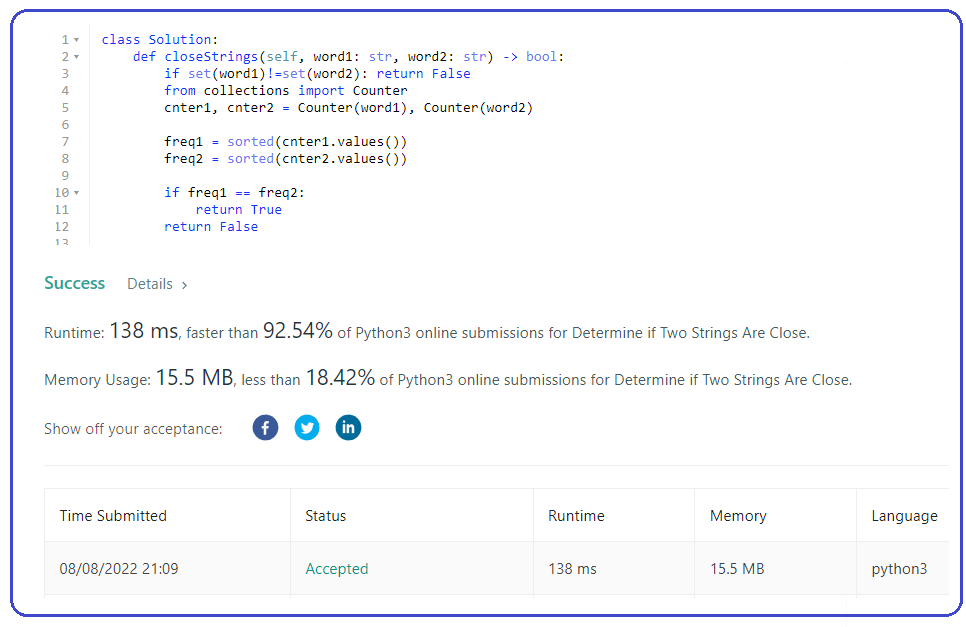 1 class Solution:
2 def closeStrings(self, word1: str, word2: str) -> bool:
3 if set(word1)!=set(word2): return False
4 from collections import Counter
5 cnter1, cnter2 = Counter(word1), Counter(word2)
6
7 freq1 = sorted(cnter1.values())
8 freq2 = sorted(cnter2.values())
9
10 if freq1 == freq2:
11 return True
12 return False
13
Success Details >
Runtime: 138 ms, faster than 92.54% of Python3 online submissions for Determine if Two Strings Are Close.
Memory Usage: 15.5 MB, less than 18.42% of Python3 online submissions for Determine if Two Strings Are Close.
Show off your acceptance: f in
Time Submitted Status Runtime Memory Language
08/08/2022 21:09 Accepted 138 ms 15.5 MB python3